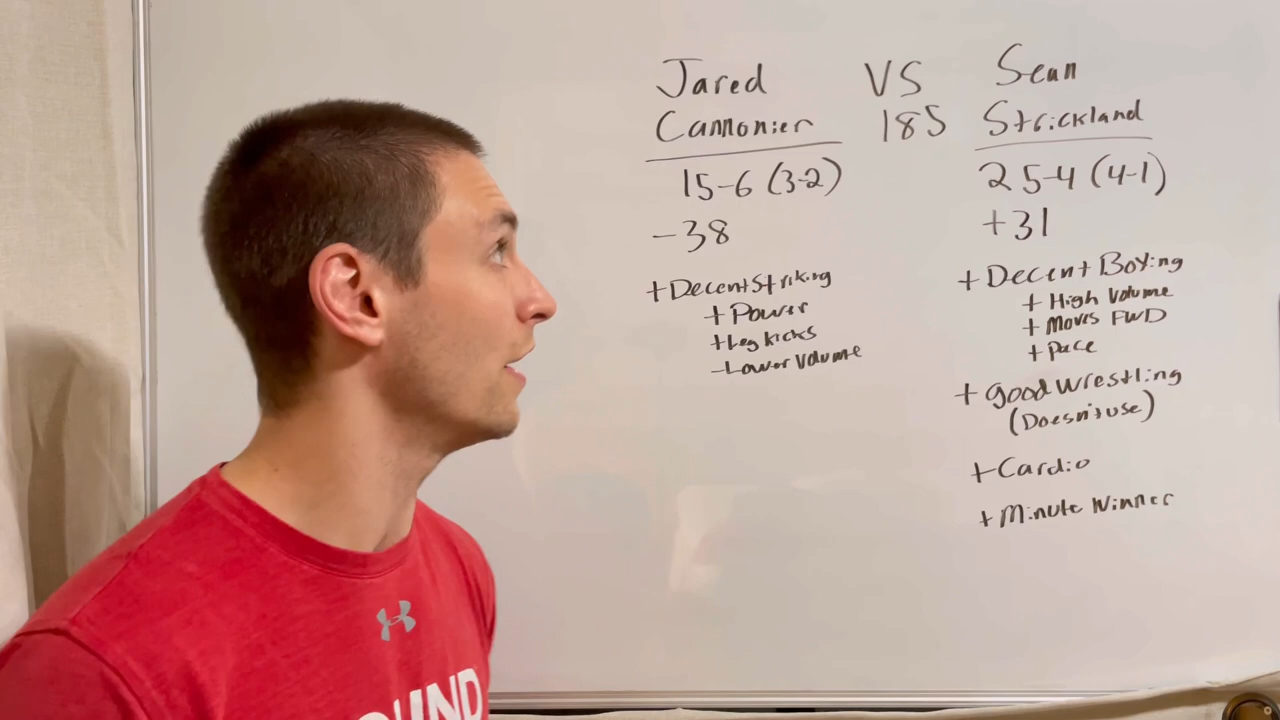 Jared
Cannonier
15-6 (3-2)
-38
+Decent Striking
+Power
+Leg kicks
-Lower Volume
VS
185
Sean
Strickland
25-4 (4-1)
+31
+Decent Boxing
+High Volume
+Moves FWD
+Pace
+good wrestling
(Doesn't use)
+Cardio
+Minute Winner
UND